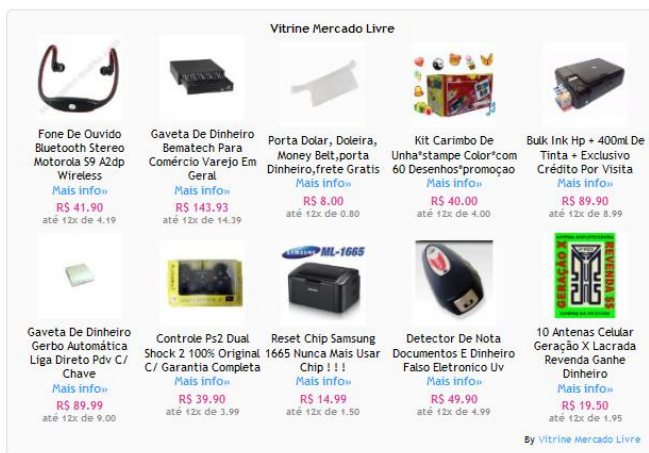 Vitrine Mercado Livre
Fone De Ouvido
Bluetooth Stereo
Motorola S9 A2dp
Wireless
Mais info»
R$ 41.90
até 12x de 4.19
Gaveta De Dinheiro
Bematech Para
Comércio Varejo Em
Geral
Mais info»
R$ 143.93
até 12x de 14.39
Porta Dolar, Doleira,
Money Belt,porta
Dinheiro,frete Gratis
Mais info»
R$ 8.00
até 12x de 0.80
Kit Carimbo De
Unha*stampe Color*com
60 Desenhos*promoçao
Mais info»
R$ 40.00
até 12x de 4.00
Bulk Ink Hp + 400ml De
Tinta + Exclusivo
Crédito Por Visita
Mais info»
R$ 89.90
até 12x de 8.99
Gaveta De Dinheiro
Gerbo Automática
Liga Direto Pdv C/
Chave
Mais info»
R$ 89.99
até 12x de 9.00
Controle Ps2 Dual
Shock 2 100% Original
C/ Garantia Completa
Mais info»
R$ 39.90
até 12x de 3.99
SAMSUNG ML-1665
Reset Chip Samsung
1665 Nunca Mais Usar
Chip ! ! !
Mais info»
R$ 14.99
até 12x de 1.50
Detector De Nota
Documentos E Dinheiro
Falso Eletronico Uv
Mais info»
R$ 49.90
até 12x de 4.99
GERAÇÃO X
REVENDA $$
10 Antenas Celular
Geração X Lacrada
Revenda Ganhe
Dinheiro
Mais info»
R$ 19.50
até 12x de 1.95
By Vitrine Mercado Livre